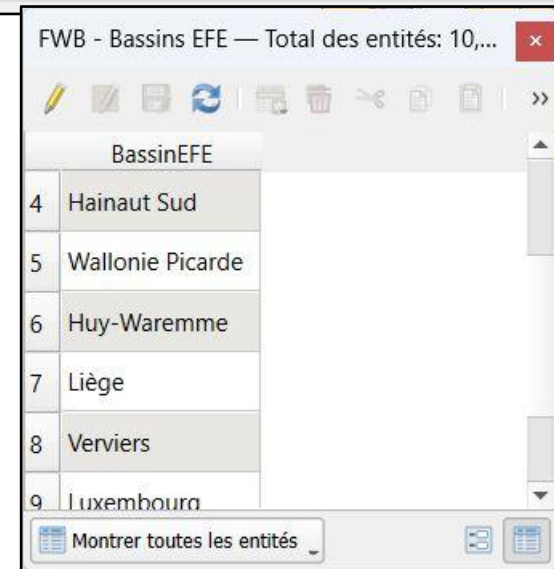 FWB - Bassins EFE — Total des entités: 10,...
BassinEFE
4 Hainaut Sud
5 Wallonie Picarde
6 Huy-Waremme
7 Liège
8 Verviers
9 Luxembourg
Montrer toutes les entités